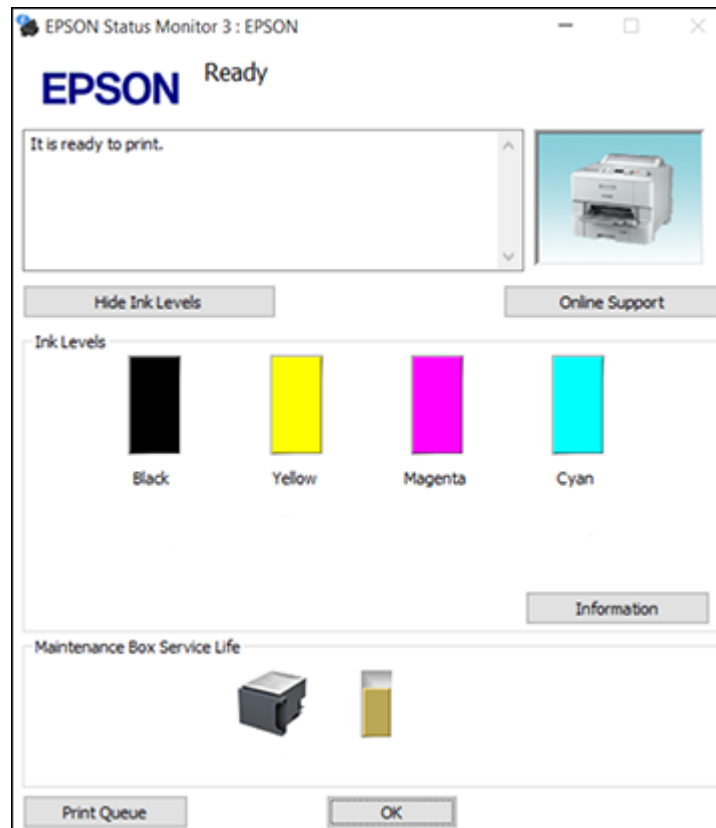 EPSON Status Monitor 3 : EPSON
EPSON
Ready
It is ready to print.
Hide Ink Levels
Online Support
Ink Levels
Black
Yellow
Magenta
Cyan
Information
Maintenance Box Service Life
Print Queue
OK